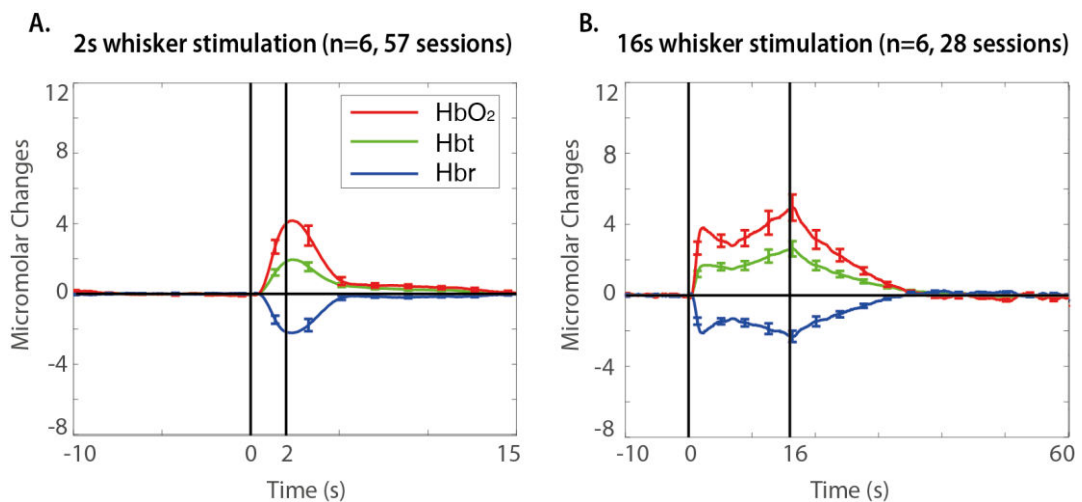 A.
2s whisker stimulation (n=6, 57 sessions)
12
8
4
0
-4
-8
Micromolar Changes
HbO₂
Hbt
Hbr
-10
0
2
15
Time (s)
B.
16s whisker stimulation (n=6, 28 sessions)
12
8
4
0
-4
-8
Micromolar Changes
-10
0
16
60
Time (s)